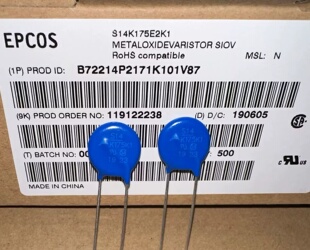 EPCOS
S14K175E2K1
METALOXIDEVARISTOR SIOV
RoHS compatible
MSL: N
(1P) PROD ID: B72214P2171K101V87
(9K) PROD ORDER NO: 119122238 (D) D/C: 190605
(T) BATCH NO: 500
MADE IN CHINA